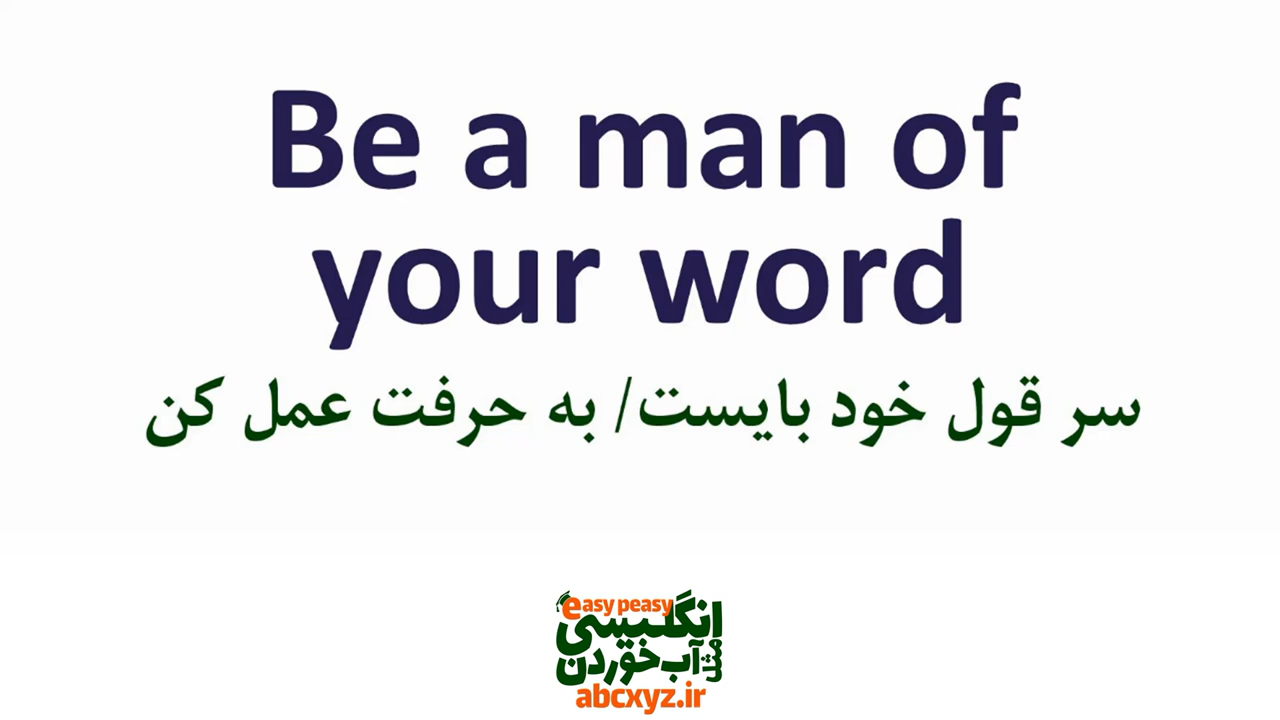 Be a man of
your word
سر قول خود بایست/ به حرفت عمل کن
easy peasy
انگلیسی
مثل آب خوردن
abcxyz.ir